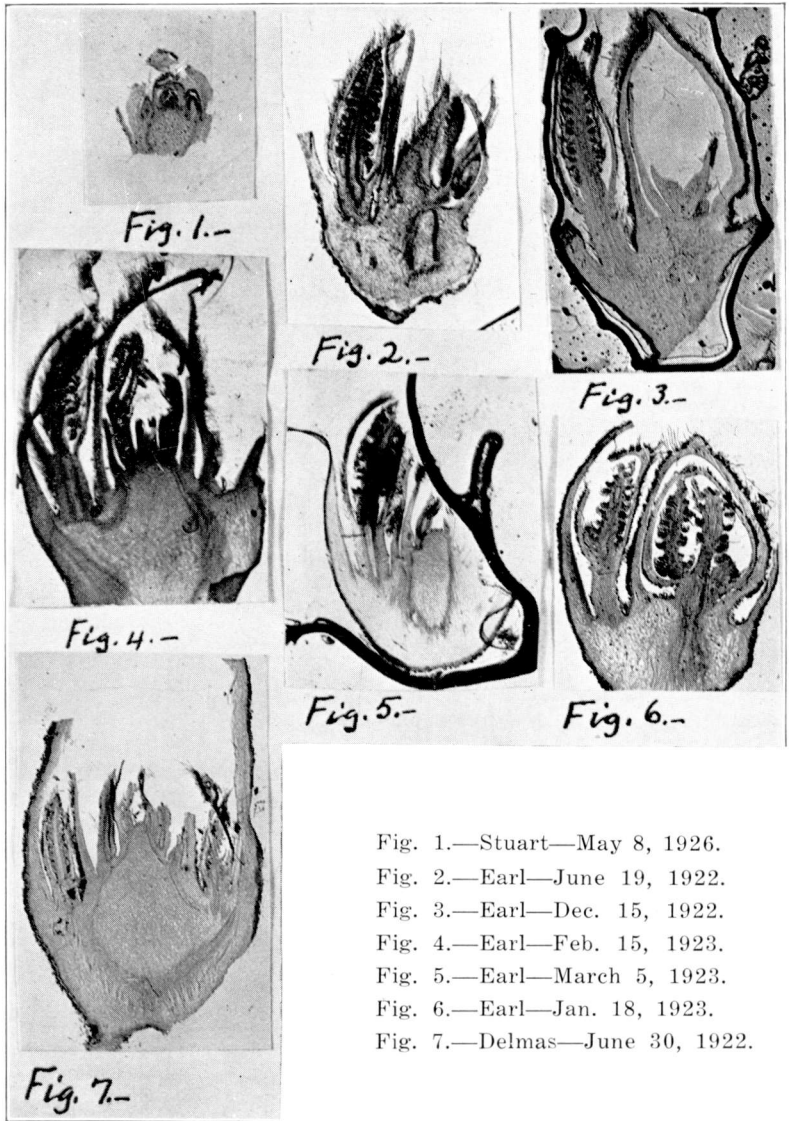 Fig. 1.-
Fig. 2.-
Fig. 3.-
Fig. 4.-
Fig. 5.-
Fig. 6.-
Fig. 7.-
Fig. 1.—Stuart—May 8, 1926.
Fig. 2.—Earl—June 19, 1922.
Fig. 3.—Earl—Dec. 15, 1922.
Fig. 4.—Earl—Feb. 15, 1923.
Fig. 5.—Earl—March 5, 1923.
Fig. 6.—Earl—Jan. 18, 1923.
Fig. 7.—Delmas—June 30, 1922.